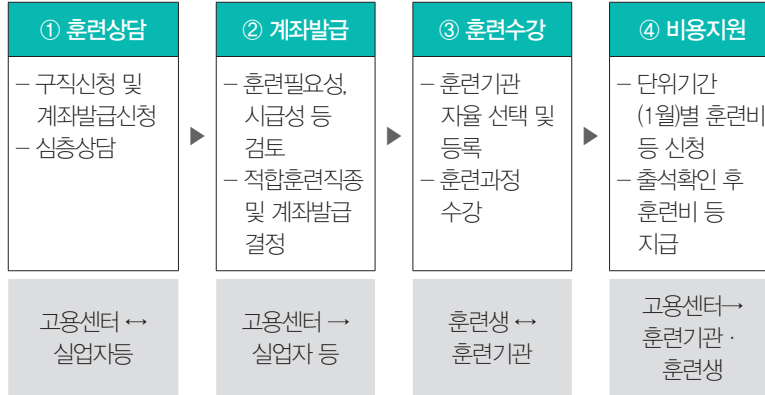 ① 훈련상담
– 구직신청 및
계좌발급신청
– 심층상담
고용센터 ↔
실업자등
▶
② 계좌발급
– 훈련필요성,
시급성 등
검토
– 적합훈련직종
및 계좌발급
결정
고용센터 →
실업자 등
▶
③ 훈련수강
– 훈련기관
자율 선택 및
등록
– 훈련과정
수강
훈련생 ↔
훈련기관
▶
④ 비용지원
– 단위기간
(1월)별 훈련비
등 신청
– 출석확인 후
훈련비 등
지급
고용센터→
훈련기관 ·
훈련생